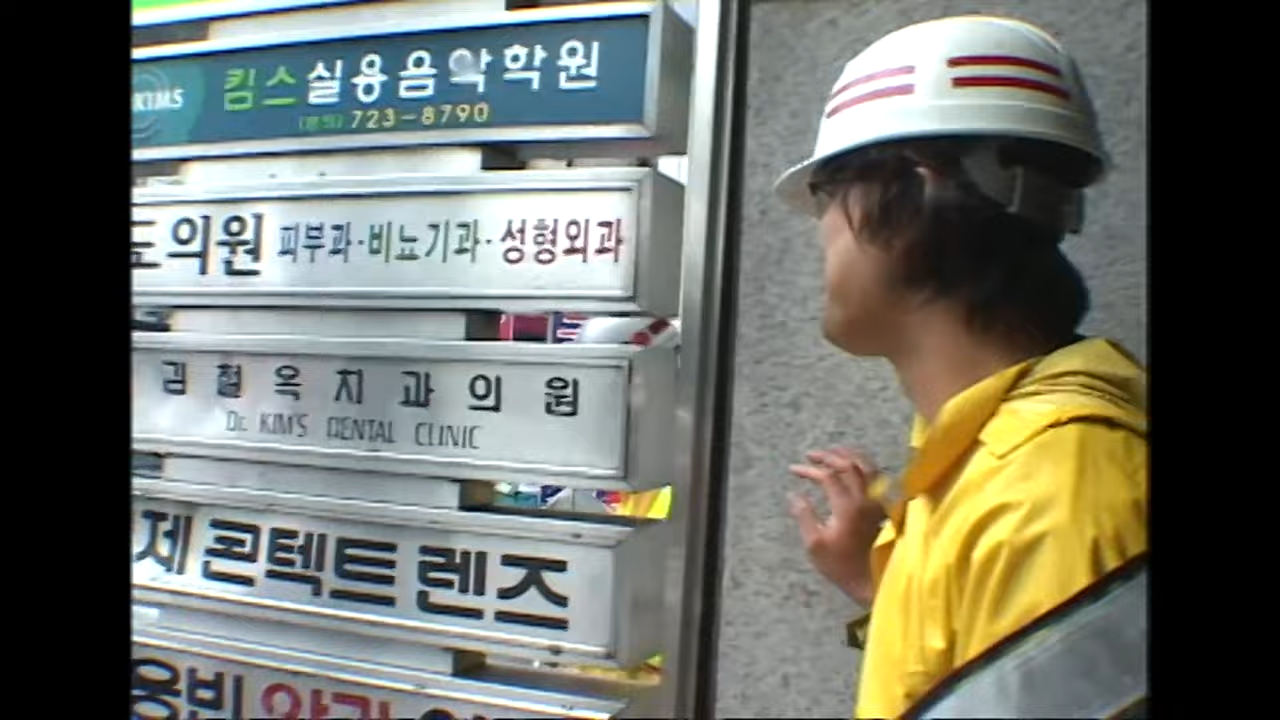 KIMS 킴스실용음악학원
723-8790
도의원 피부과·비뇨기과·성형외과
김형옥치과의원
Dr. KIM'S DENTAL CLINIC
제 콘텍트렌즈